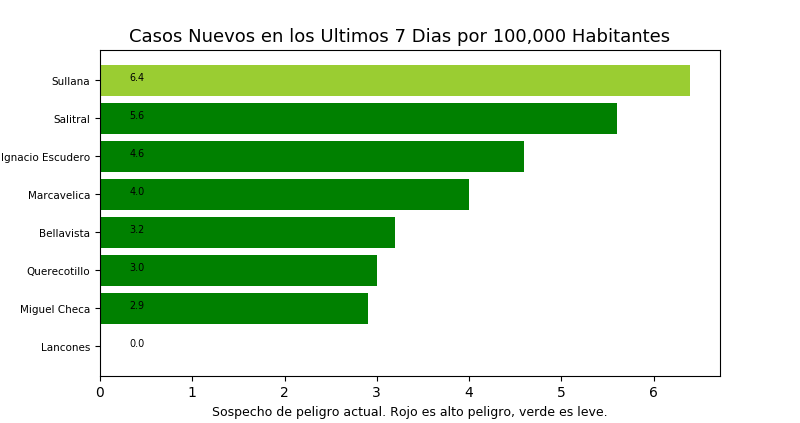 Casos Nuevos en los Ultimos 7 Dias por 100,000 Habitantes
Sullana 6.4
Salitral 5.6
Ignacio Escudero 4.6
Marcavelica 4.0
Bellavista 3.2
Querecotillo 3.0
Miguel Checa 2.9
Lancones 0.0
0 1 2 3 4 5 6
Sospecho de peligro actual. Rojo es alto peligro, verde es leve.